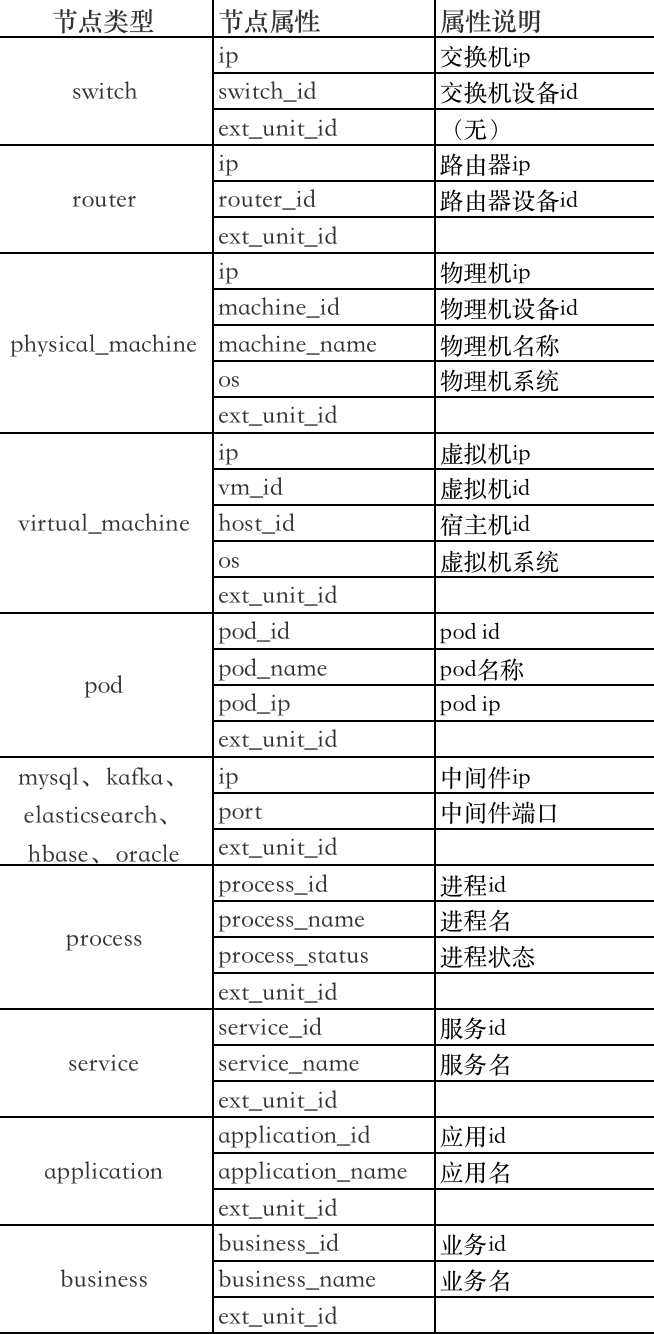 节点类型 节点属性 属性说明
switch ip 交换机ip
switch_id 交换机设备id
ext_unit_id （无）
router ip 路由器ip
router_id 路由器设备id
ext_unit_id
physical_machine ip 物理机ip
machine_id 物理机设备id
machine_name 物理机名称
os 物理机系统
ext_unit_id
virtual_machine ip 虚拟机ip
vm_id 虚拟机id
host_id 宿主机id
os 虚拟机系统
ext_unit_id
pod pod_id pod id
pod_name pod名称
pod_ip pod ip
ext_unit_id
mysql、kafka、 ip 中间件ip
elasticsearch、 port 中间件端口
hbase、oracle ext_unit_id
process process_id 进程id
process_name 进程名
process_status 进程状态
ext_unit_id
service service_id 服务id
service_name 服务名
ext_unit_id
application application_id 应用id
application_name 应用名
ext_unit_id
business business_id 业务id
business_name 业务名
ext_unit_id